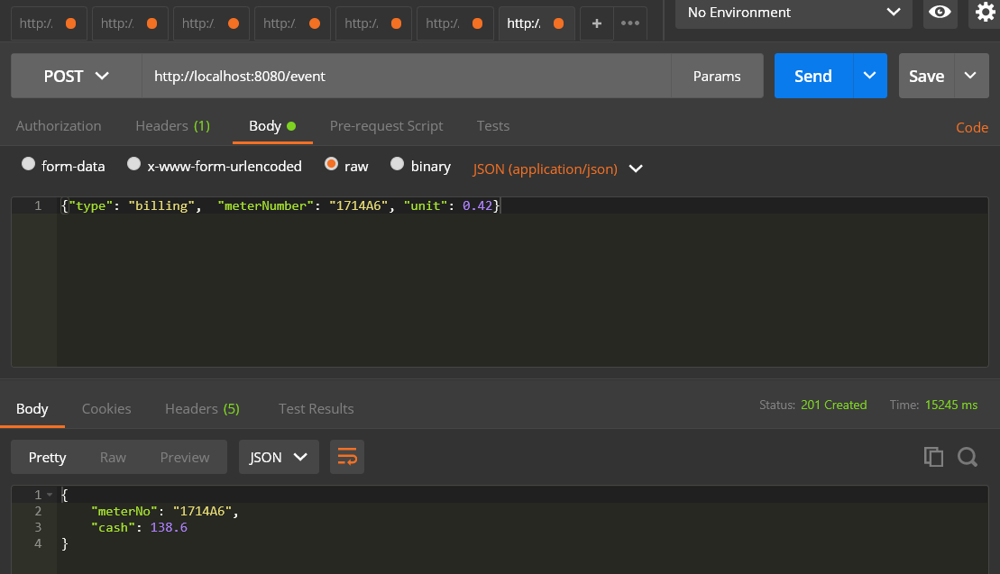 http:/. http:/. http:/ http:/ http:/. http:/. http:/. + ••• No Environment
POST http://localhost:8080/event Params Send Save
Authorization Headers (1) Body Pre-request Script Tests Code
form-data x-www-form-urlencoded raw binary JSON (application/json)
1 {"type": "billing",  "meterNumber": "1714A6", "unit": 0.42}
Body Cookies Headers (5) Test Results Status: 201 Created Time: 15245 ms
Pretty Raw Preview JSON
1 {
2 "meterNo": "1714A6",
3 "cash": 138.6
4 }